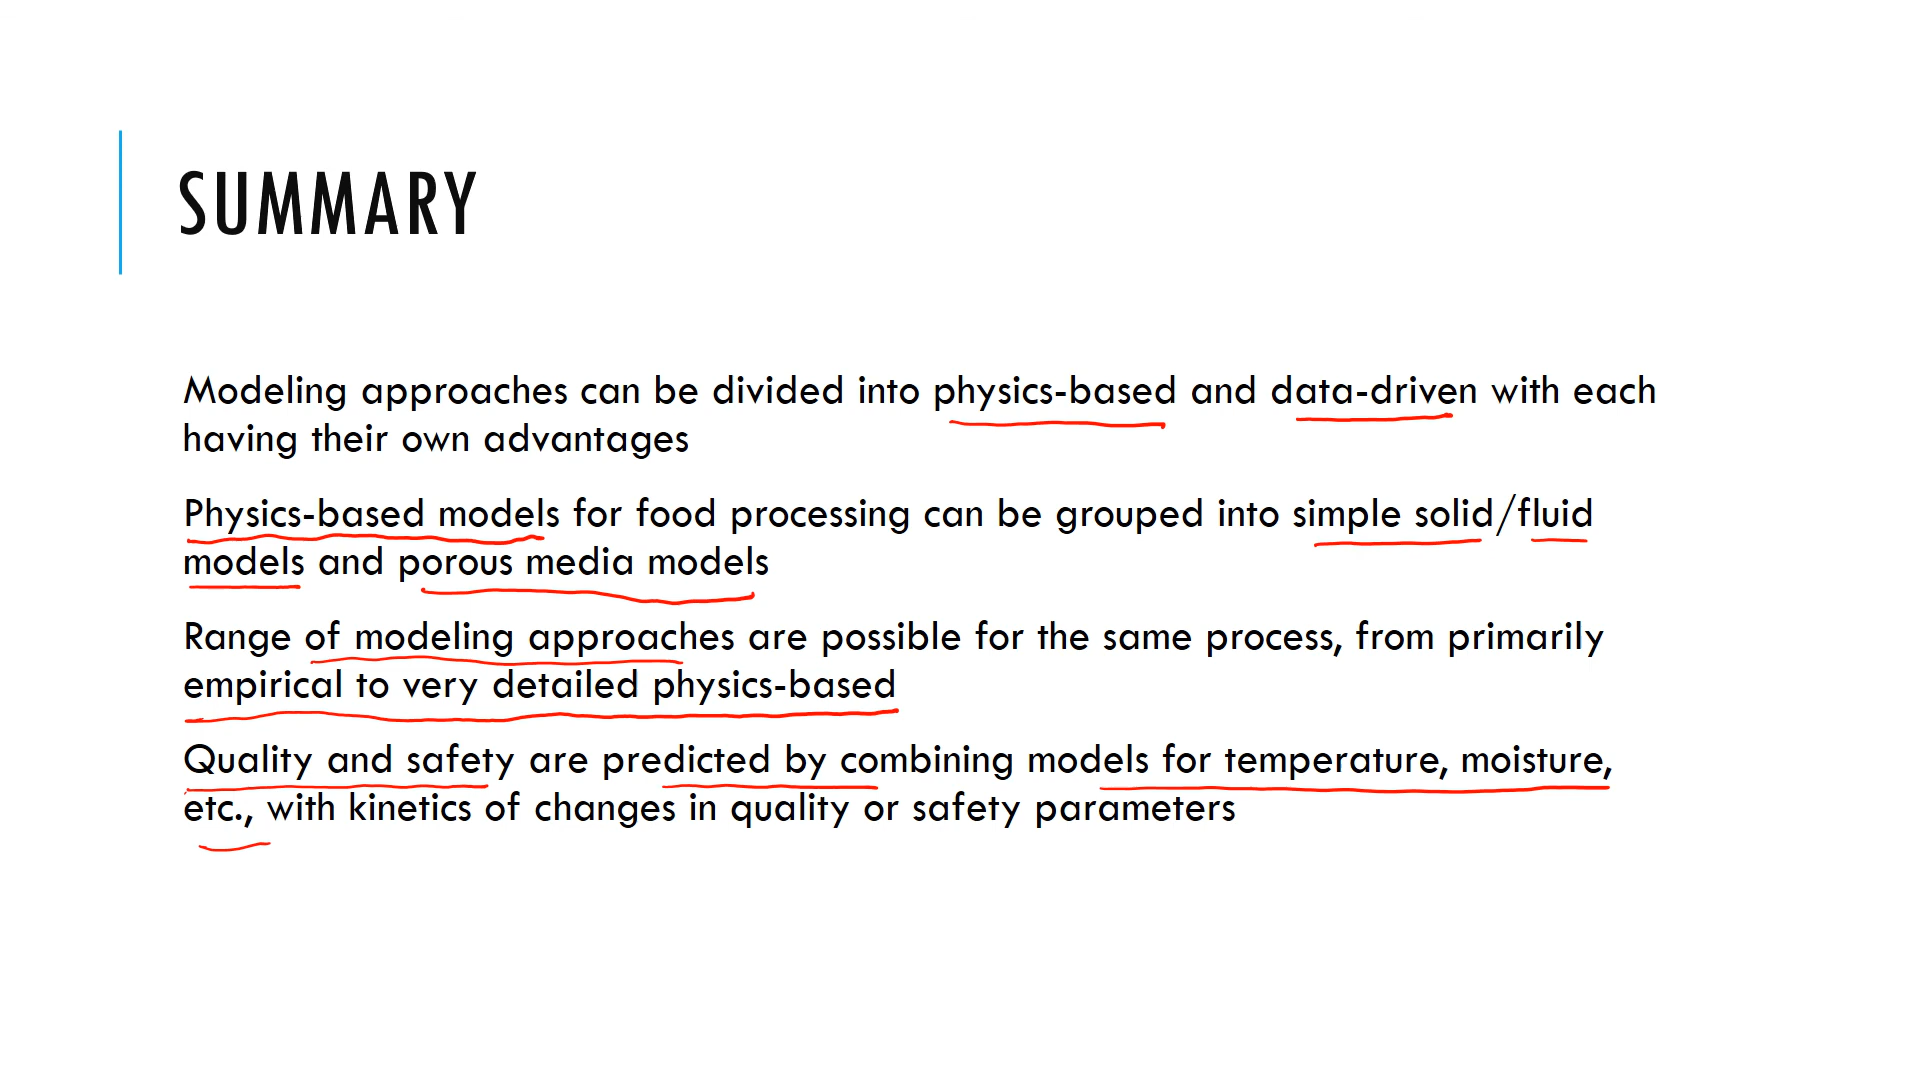 SUMMARY
Modeling approaches can be divided into physics-based and data-driven with each
having their own advantages
Physics-based models for food processing can be grouped into simple solid/fluid
models and porous media models
Range of modeling approaches are possible for the same process, from primarily
empirical to very detailed physics-based
Quality and safety are predicted by combining models for temperature, moisture,
etc., with kinetics of changes in quality or safety parameters